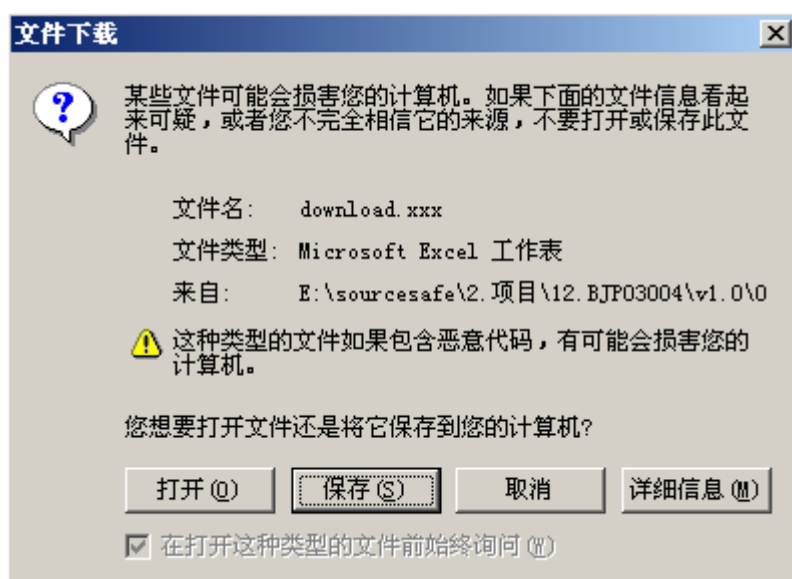 文件下载
某些文件可能会损害您的计算机。如果下面的文件信息看起
来可疑，或者您不完全相信它的来源，不要打开或保存此文
件。
文件名: download.xxx
文件类型: Microsoft Excel 工作表
来自: E:\sourcesafe\2.项目\12.BJP03004\v1.0\0
这种类型的文件如果包含恶意代码，有可能会损害您的
计算机。
您想要打开文件还是将它保存到您的计算机?
打开(O) 保存(S) 取消 详细信息(M)
在打开这种类型的文件前始终询问(W)